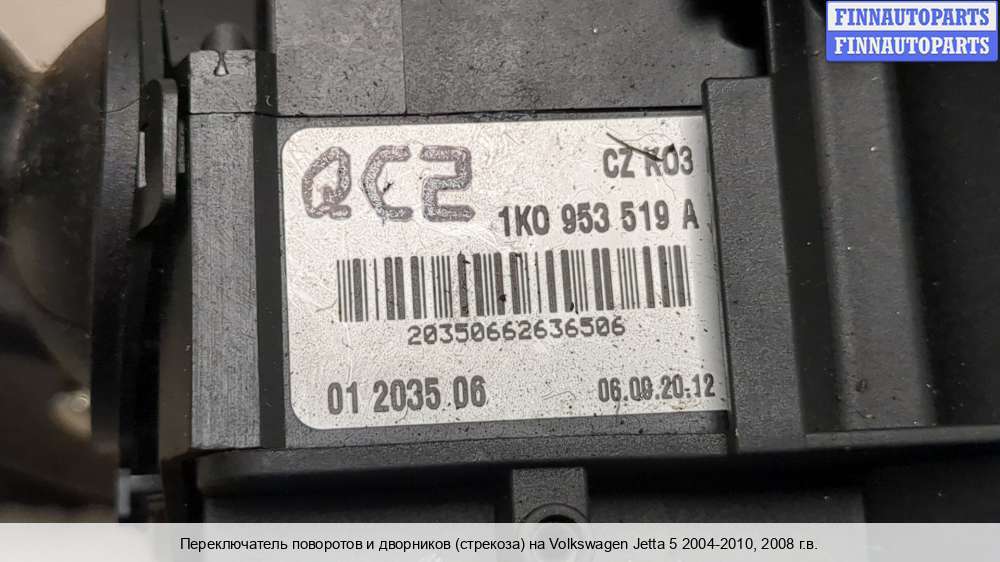 FINNAUTOPARTS
FINNAUTOPARTS
QC2
CZ K03
1K0 953 519 A
20350662636506
01 2035 06
06.09.20.12
Переключатель поворотов и дворников (стрекоза) на Volkswagen Jetta 5 2004-2010, 2008 г.в.